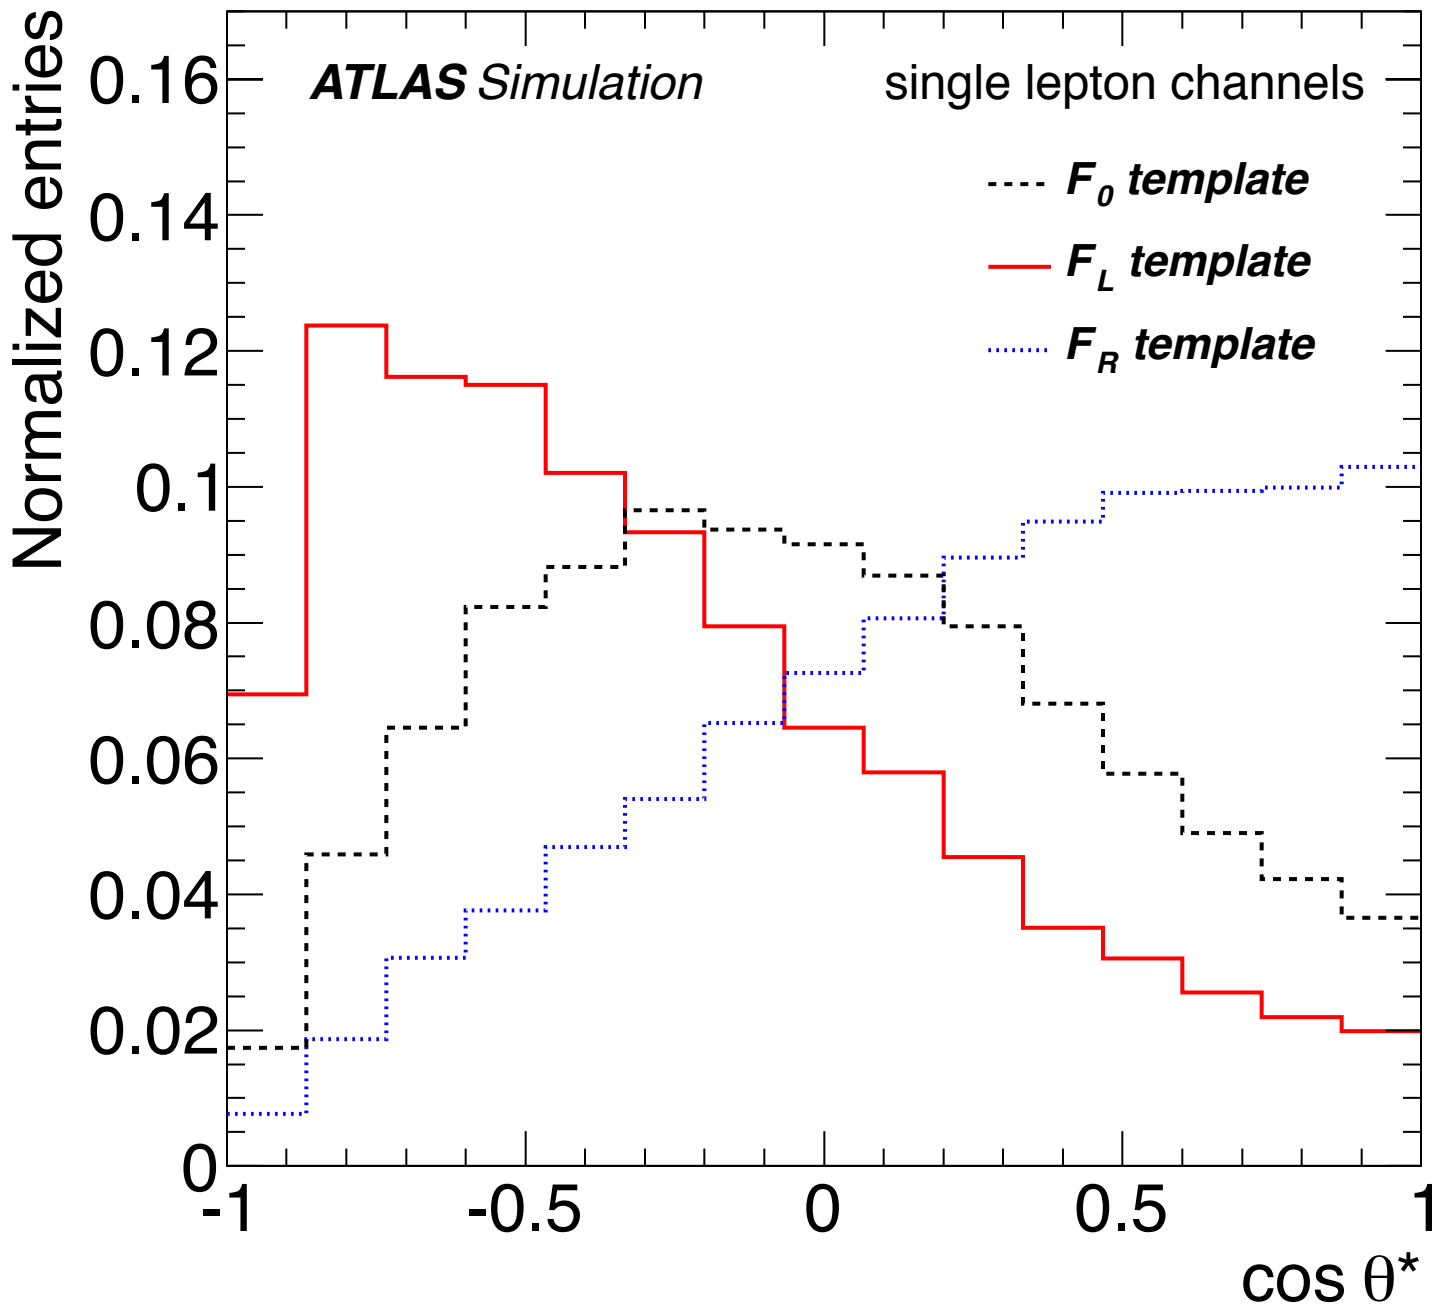 Normalized entries
0.16
0.14
0.12
0.1
0.08
0.06
0.04
0.02
0
ATLAS Simulation
single lepton channels
F0 template
FL template
FR template
-1 -0.5 0 0.5 1
cos θ*